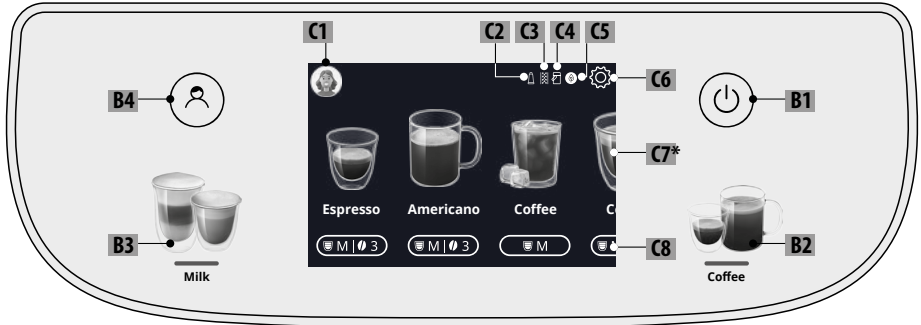 C1
C2
C3
C4
C5
B4
C6
B1
C7*
Espresso
Americano
Coffee
C
M 3
M 3
M
C8
B3
B2
Milk
Coffee